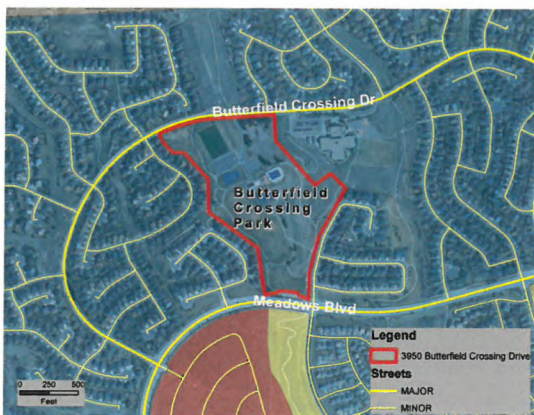 Butterfield Crossing Dr
Butterfield
Crossing
Park
Meadows Blvd
Legend
3950 Butterfield Crossing Drive
Streets
MAJOR
MINOR
0 250 500
Feet